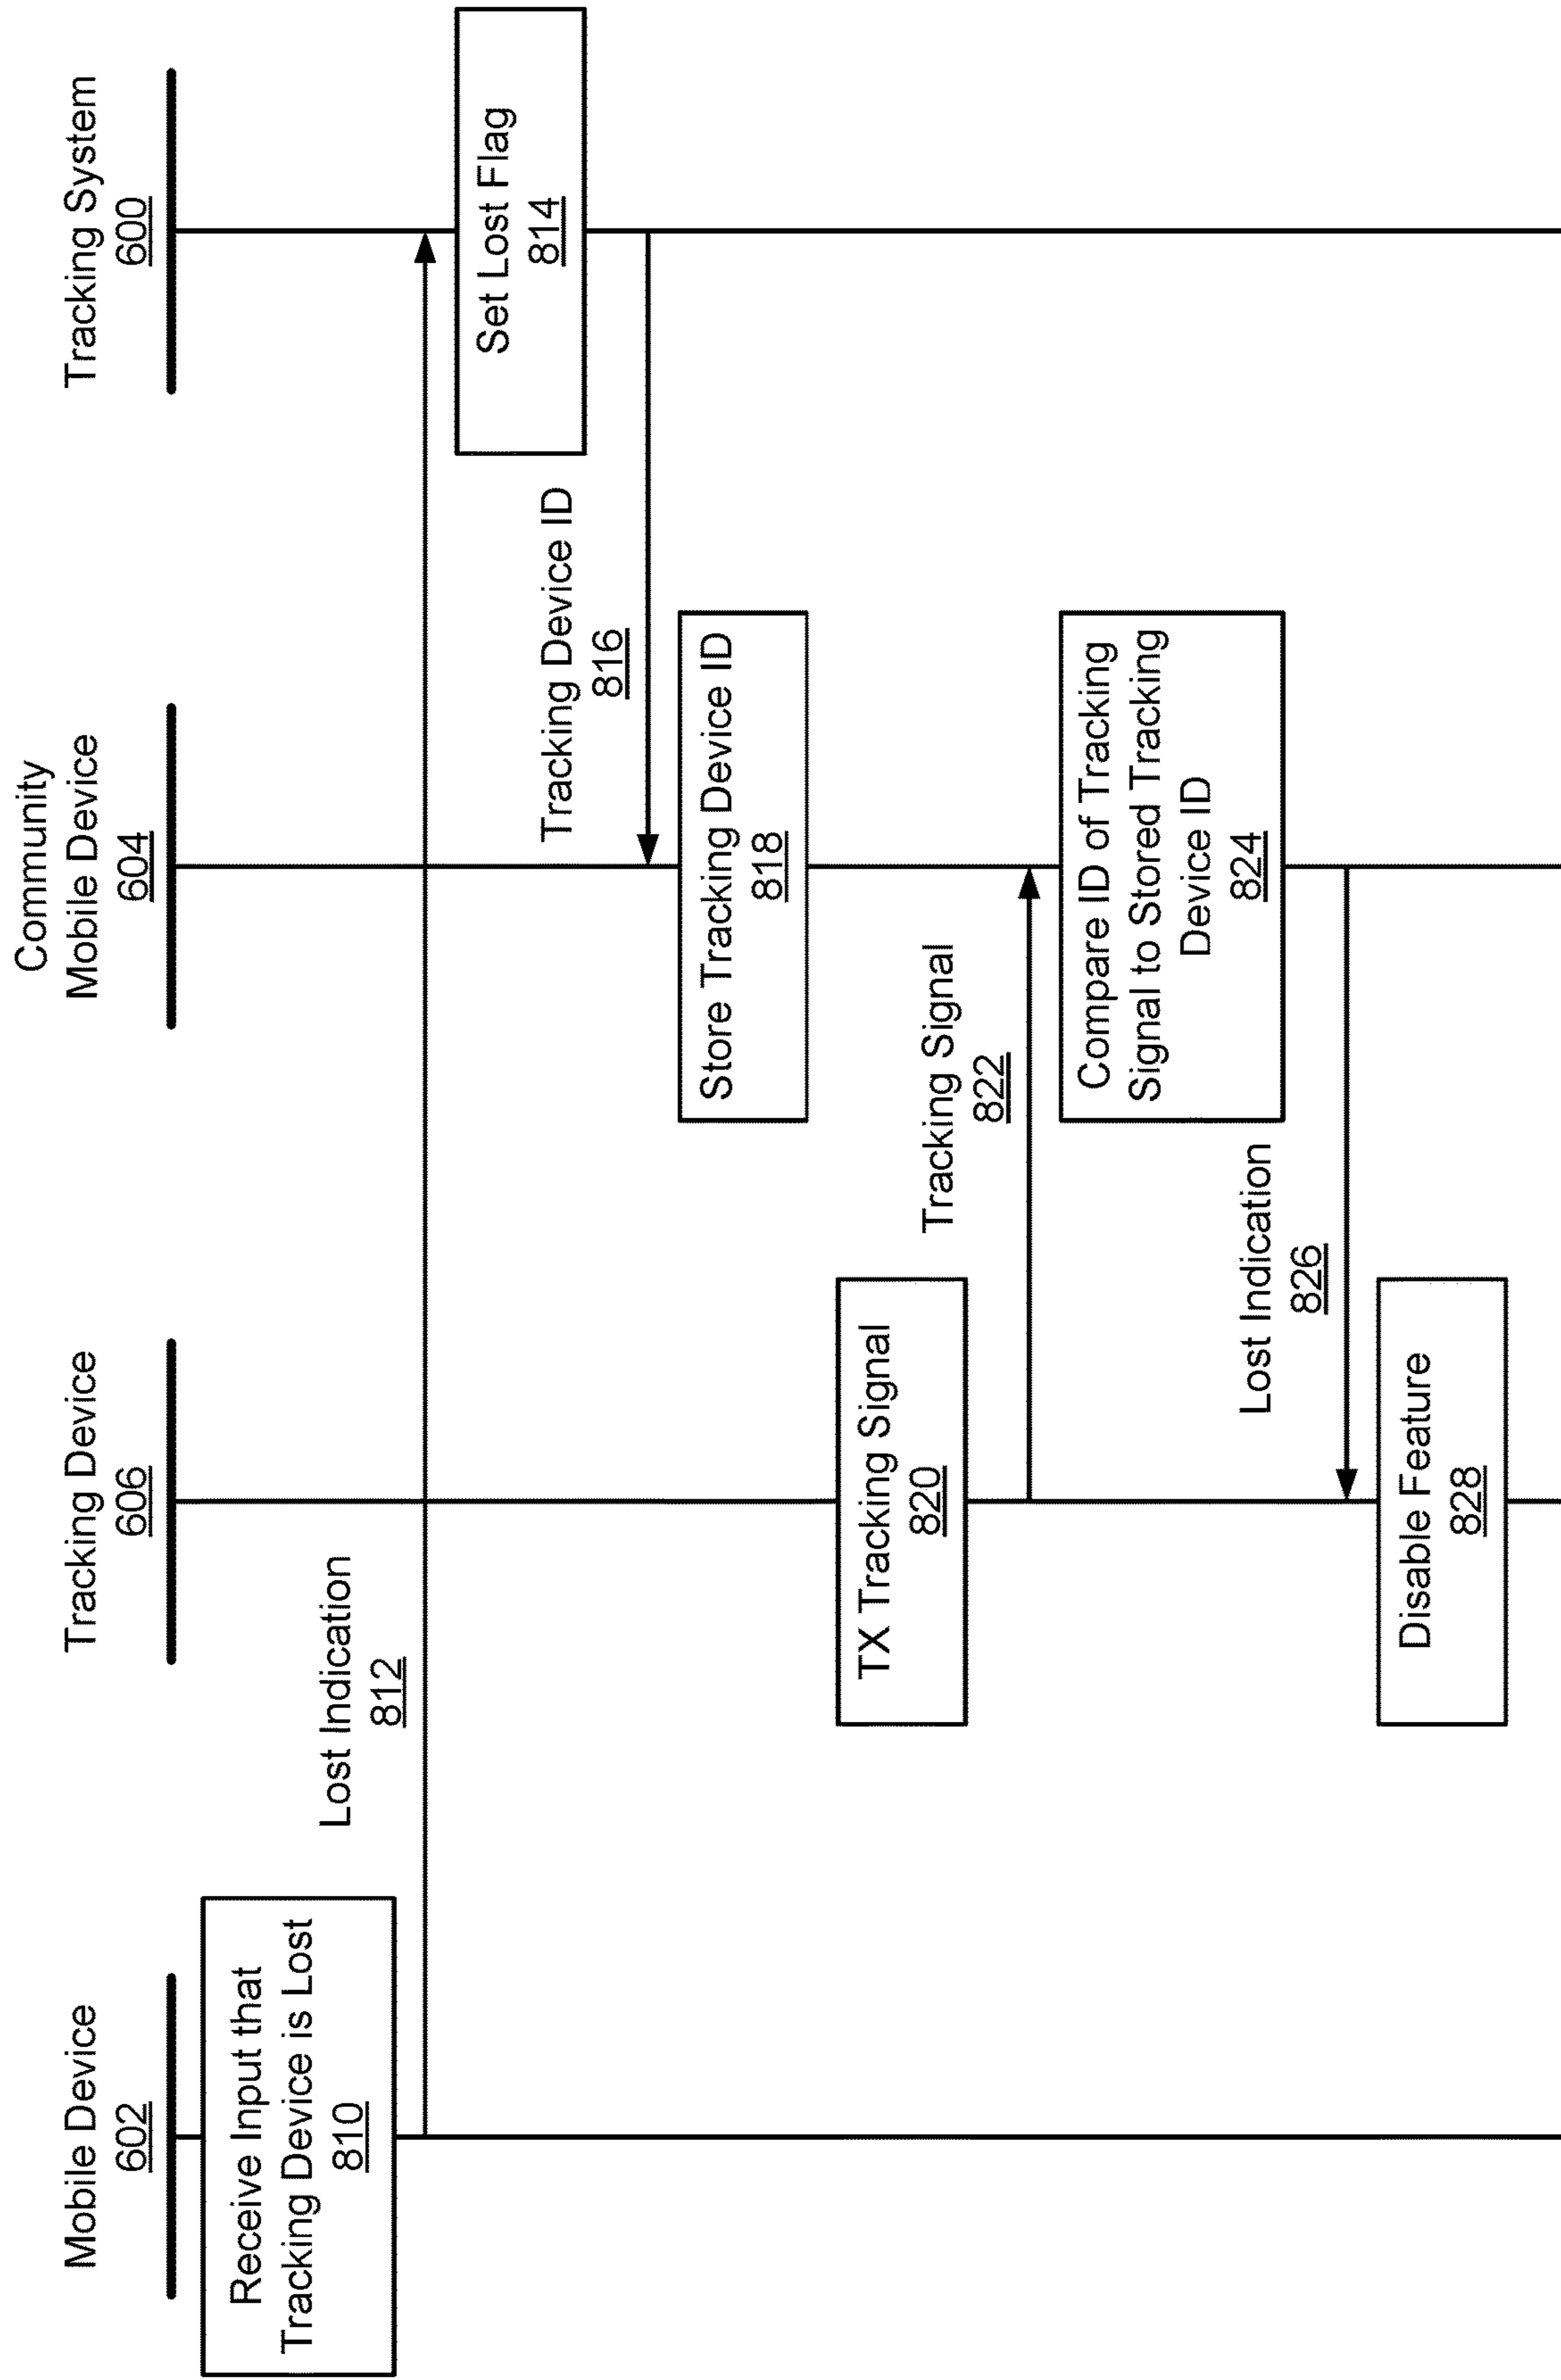 Mobile Device
602
Tracking Device
606
Community
Mobile Device
604
Tracking System
600
Receive Input that
Tracking Device is Lost
810
Lost Indication
812
Set Lost Flag
814
Tracking Device ID
816
Store Tracking Device ID
818
TX Tracking Signal
820
Tracking Signal
822
Compare ID of Tracking
Signal to Stored Tracking
Device ID
824
Lost Indication
826
Disable Feature
828